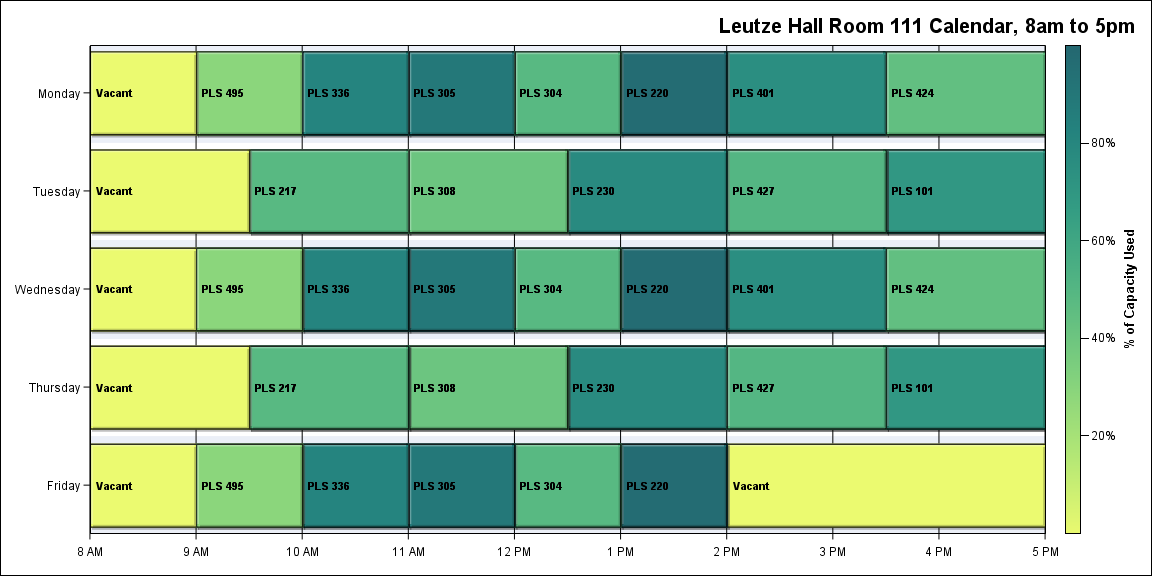 Leutze Hall Room 111 Calendar, 8am to 5pm
Monday
Vacant
PLS 495
PLS 336
PLS 305
PLS 304
PLS 220
PLS 401
PLS 424
Tuesday
Vacant
PLS 217
PLS 308
PLS 230
PLS 427
PLS 101
Wednesday
Vacant
PLS 495
PLS 336
PLS 305
PLS 304
PLS 220
PLS 401
PLS 424
Thursday
Vacant
PLS 217
PLS 308
PLS 230
PLS 427
PLS 101
Friday
Vacant
PLS 495
PLS 336
PLS 305
PLS 304
PLS 220
Vacant
8 AM
9 AM
10 AM
11 AM
12 PM
1 PM
2 PM
3 PM
4 PM
5 PM
80%
60%
40%
20%
% of Capacity Used